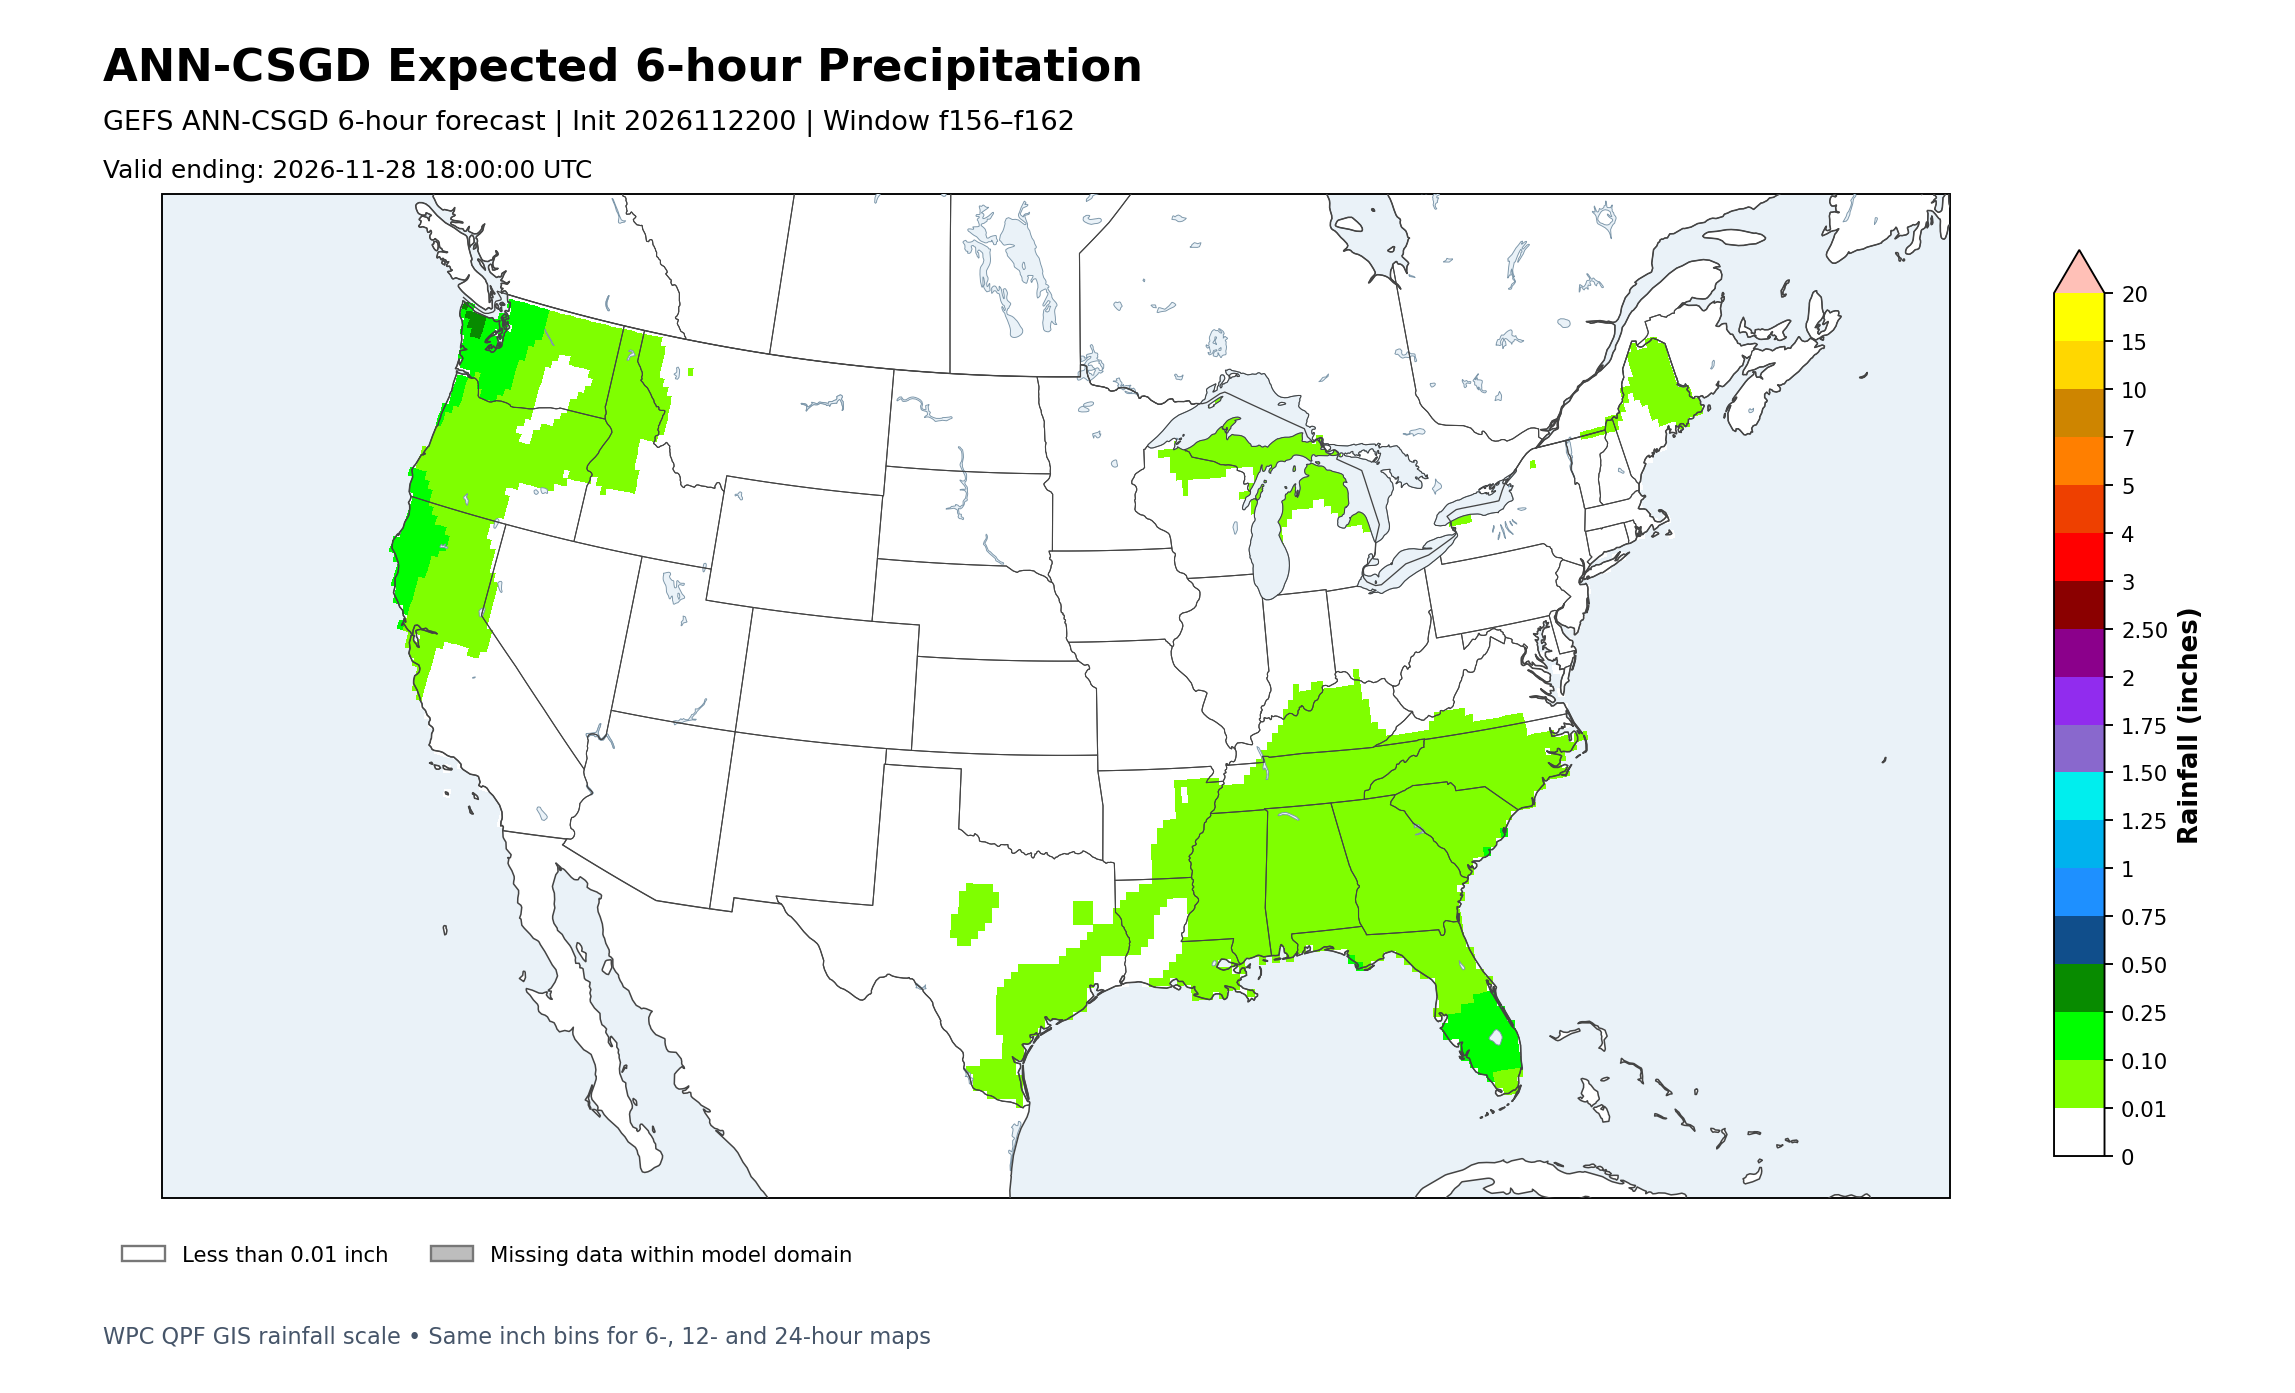 ANN-CSGD Expected 6-hour Precipitation
GEFS ANN-CSGD 6-hour forecast | Init 2026112200 | Window f156–f162
Valid ending: 2026-11-28 18:00:00 UTC
20
15
10
7
5
4
3
2.50
2
1.75
1.50
1.25
1
0.75
0.50
0.25
0.10
0.01
0
Rainfall (inches)
Less than 0.01 inch
Missing data within model domain
WPC QPF GIS rainfall scale • Same inch bins for 6-, 12- and 24-hour maps